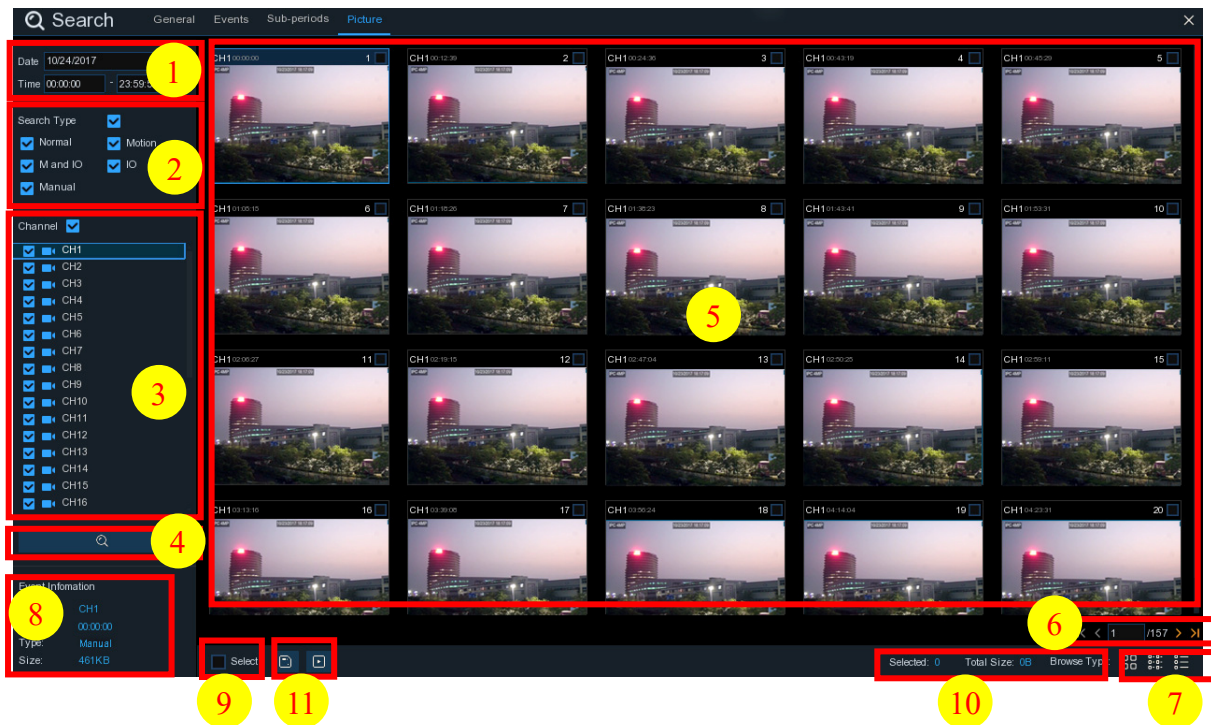 Search General Events Sub-periods Picture
Date 10/24/2017
Time 00:00:00 - 23:59:5
1
Search Type
Normal Motion
M and IO IO
Manual
2
Channel
CH1
CH2
CH3
CH4
CH5
CH6
CH7
CH8
CH9
CH10
CH11
CH12
CH13
CH14
CH15
CH16
3
4
Event Infomation
CH1
00:00:00
Type: Manual
Size: 461KB
8
CH1 00:00:00 1
CH1 00:12:39 2
CH1 00:24:36 3
CH1 00:43:19 4
CH1 00:45:29 5
CH1 01:05:15 6
CH1 01:16:26 7
CH1 01:36:23 8
CH1 01:43:41 9
CH1 01:53:31 10
5
CH1 02:06:27 11
CH1 02:19:15 12
CH1 02:47:04 13
CH1 02:50:25 14
CH1 02:59:11 15
CH1 03:13:16 16
CH1 03:39:06 17
CH1 03:56:24 18
CH1 04:14:04 19
CH1 04:23:31 20
6
1 /157
Select
Selected: 0 Total Size: 0B Browse Type:
9
11
10
7